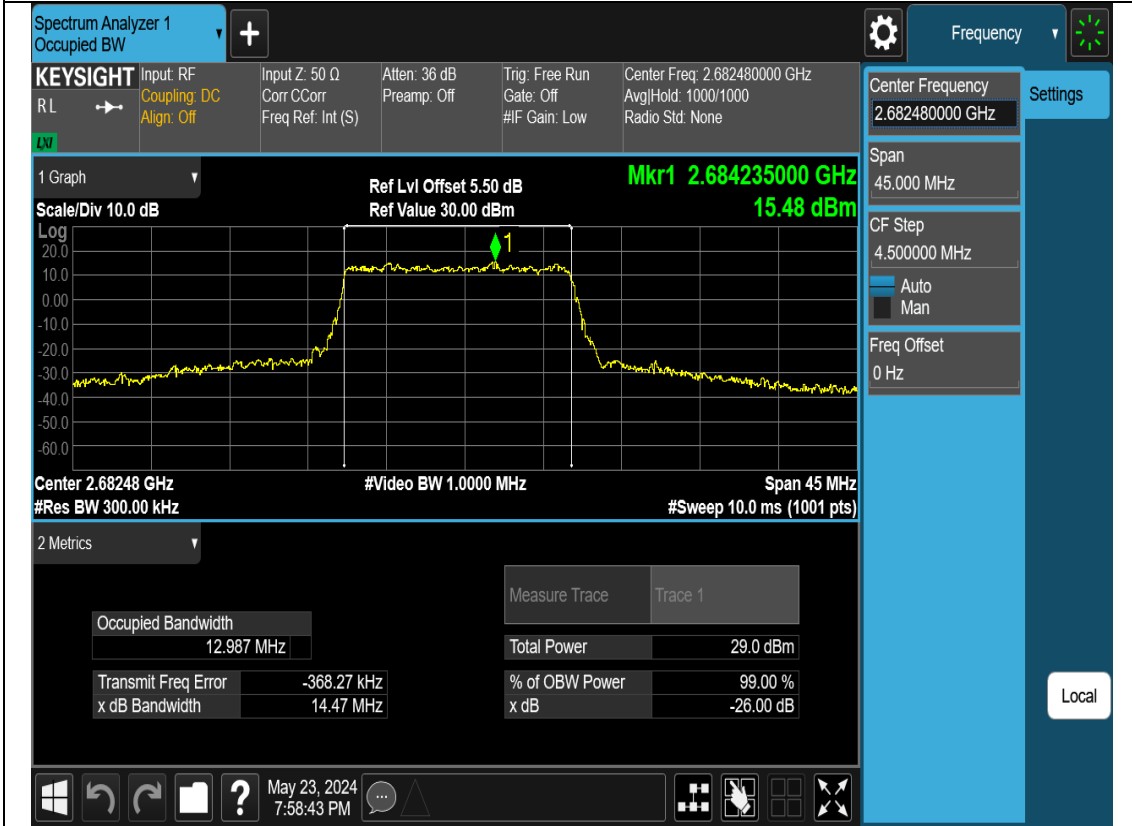 Spectrum Analyzer 1
Occupied BW
Frequency
KEYSIGHT
R L
LXI
Input: RF
Coupling: DC
Align: Off
Input Z: 50 Ω
Corr CCorr
Freq Ref: Int (S)
Atten: 36 dB
Preamp: Off
Trig: Free Run
Gate: Off
#IF Gain: Low
Center Freq: 2.682480000 GHz
Avg|Hold: 1000/1000
Radio Std: None
Center Frequency
2.682480000 GHz
Settings
Span
45.000 MHz
CF Step
4.500000 MHz
Auto
Man
Freq Offset
0 Hz
Local
1 Graph
Ref Lvl Offset 5.50 dB
Mkr1 2.684235000 GHz
Scale/Div 10.0 dB
Ref Value 30.00 dBm
15.48 dBm
Log
1
20.0
10.0
0.00
-10.0
-20.0
-30.0
-40.0
-50.0
-60.0
Center 2.68248 GHz
#Video BW 1.0000 MHz
Span 45 MHz
#Res BW 300.00 kHz
#Sweep 10.0 ms (1001 pts)
2 Metrics
Measure Trace Trace 1
Occupied Bandwidth
12.987 MHz
Total Power 29.0 dBm
Transmit Freq Error -368.27 kHz
% of OBW Power 99.00 %
x dB Bandwidth 14.47 MHz
x dB -26.00 dB
?
May 23, 2024
7:58:43 PM